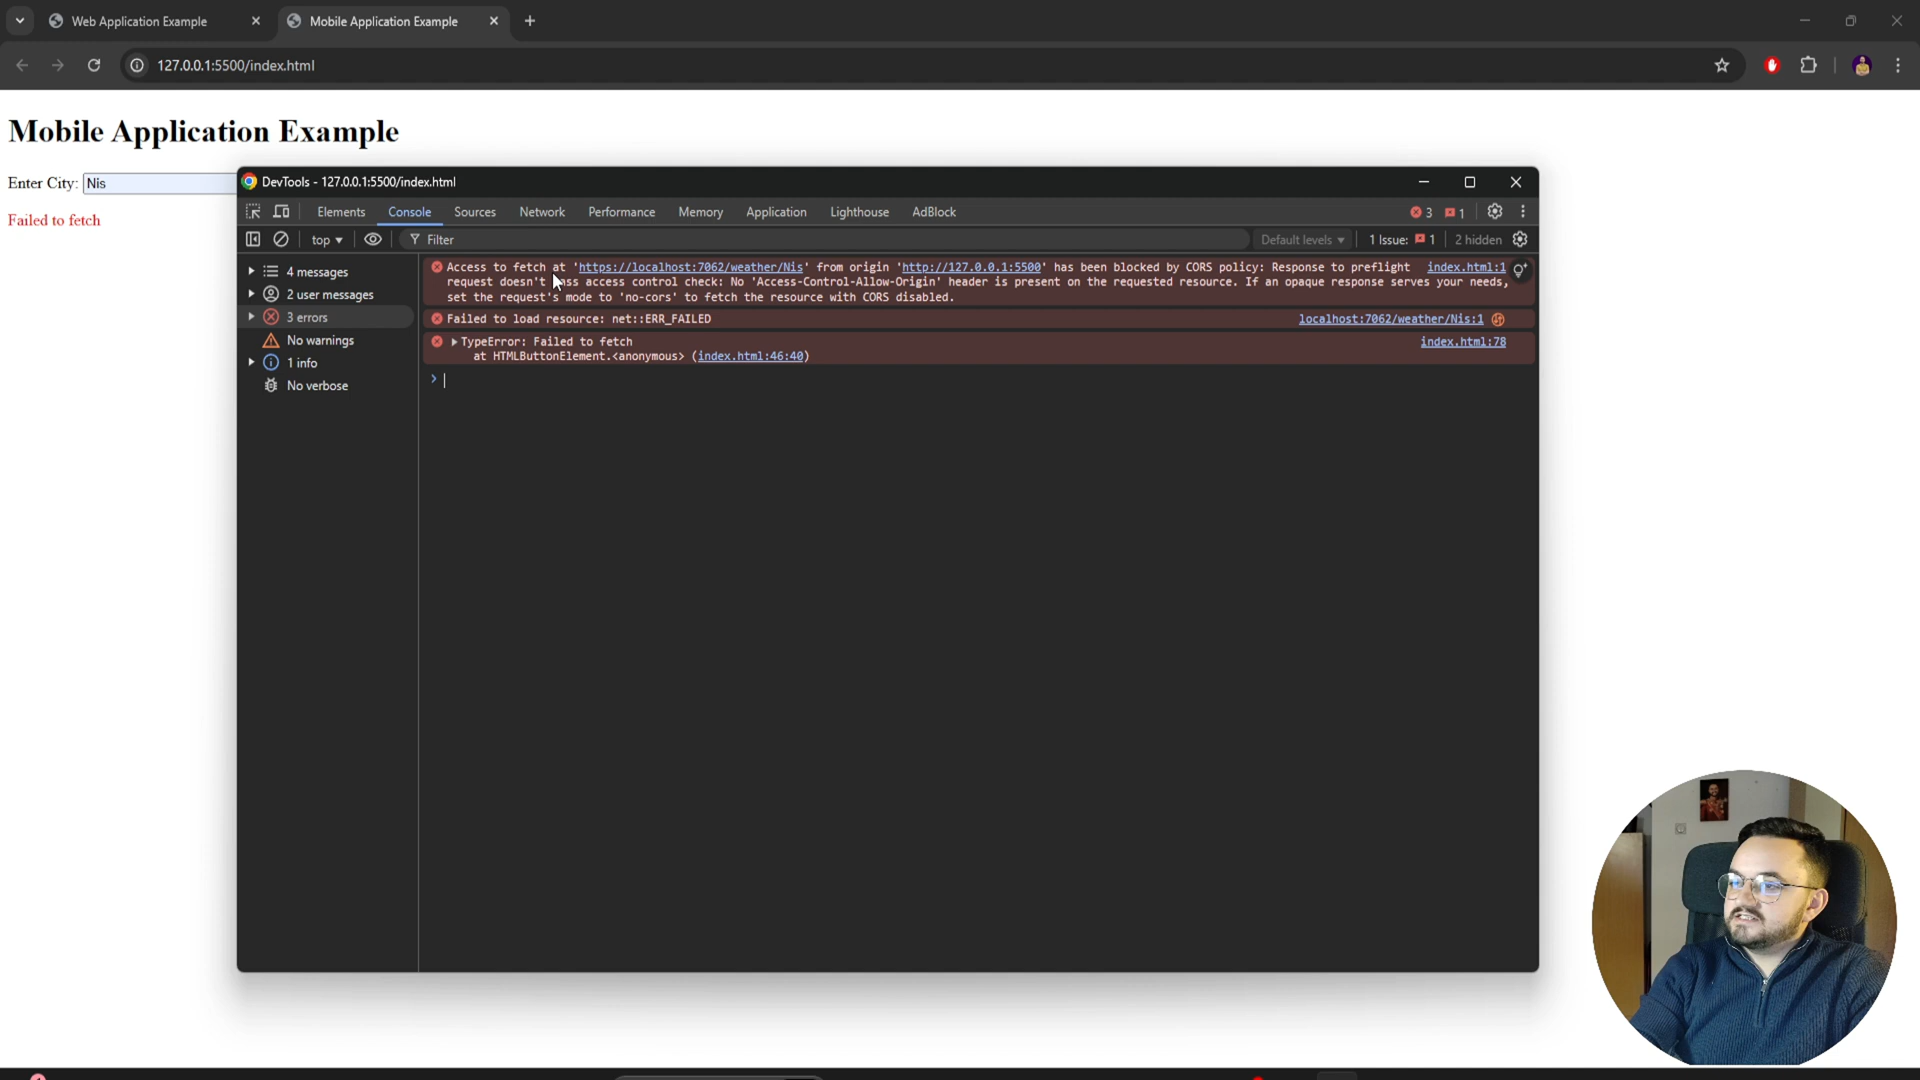 Web Application Example
Mobile Application Example
127.0.0.1:5500/index.html
Mobile Application Example
Enter City: Nis
Failed to fetch
DevTools - 127.0.0.1:5500/index.html
Elements Console Sources Network Performance Memory Application Lighthouse AdBlock 3 1
top Filter Default levels 1 Issue: 1 2 hidden
4 messages
2 user messages
3 errors
No warnings
1 info
No verbose
Access to fetch at 'https://localhost:7062/weather/Nis' from origin 'http://127.0.0.1:5500' has been blocked by CORS policy: Response to preflight index.html:1
request doesn't pass access control check: No 'Access-Control-Allow-Origin' header is present on the requested resource. If an opaque response serves your needs,
set the request's mode to 'no-cors' to fetch the resource with CORS disabled.
Failed to load resource: net::ERR_FAILED localhost:7062/weather/Nis:1
TypeError: Failed to fetch index.html:78
at HTMLButtonElement.<anonymous> (index.html:46:40)